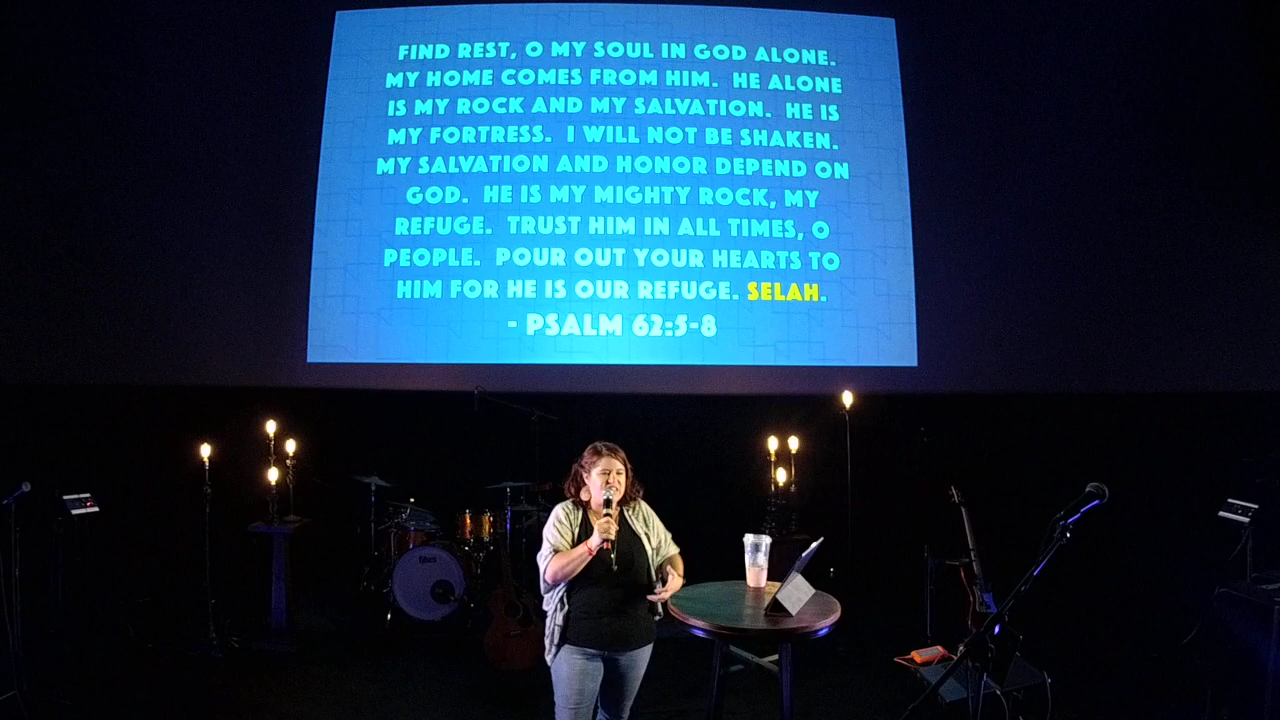 FIND REST, O MY SOUL IN GOD ALONE.
MY HOME COMES FROM HIM. HE ALONE
IS MY ROCK AND MY SALVATION. HE IS
MY FORTRESS. I WILL NOT BE SHAKEN.
MY SALVATION AND HONOR DEPEND ON
GOD. HE IS MY MIGHTY ROCK, MY
REFUGE. TRUST HIM IN ALL TIMES, O
PEOPLE. POUR OUT YOUR HEARTS TO
HIM FOR HE IS OUR REFUGE. SELAH.
- PSALM 62:5-8